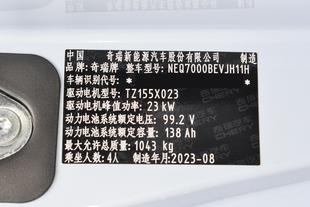 中国 奇瑞新能源汽车股份有限公司 制造
品牌: 奇瑞牌 整车型号: NEQ7000BEVJH11H
车辆识别代号: *
驱动电机型号: TZ155X023
驱动电机峰值功率: 23 kW
动力电池系统额定电压: 99.2 V
动力电池系统额定容量: 138 Ah
最大允许总质量: 1043 kg
乘坐人数: 4人 制造年月: 2023-08